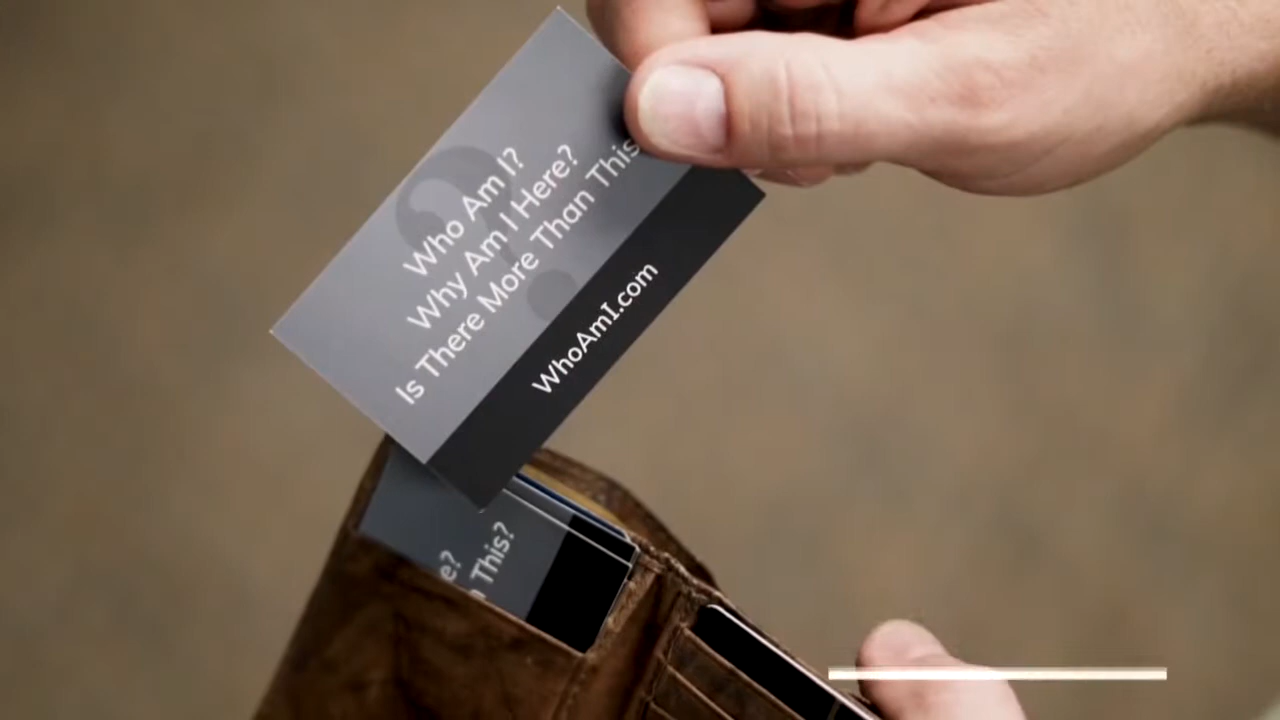 Who Am I?
Why Am I Here?
Is There More Than This
WhoAmI.com
e?
This?